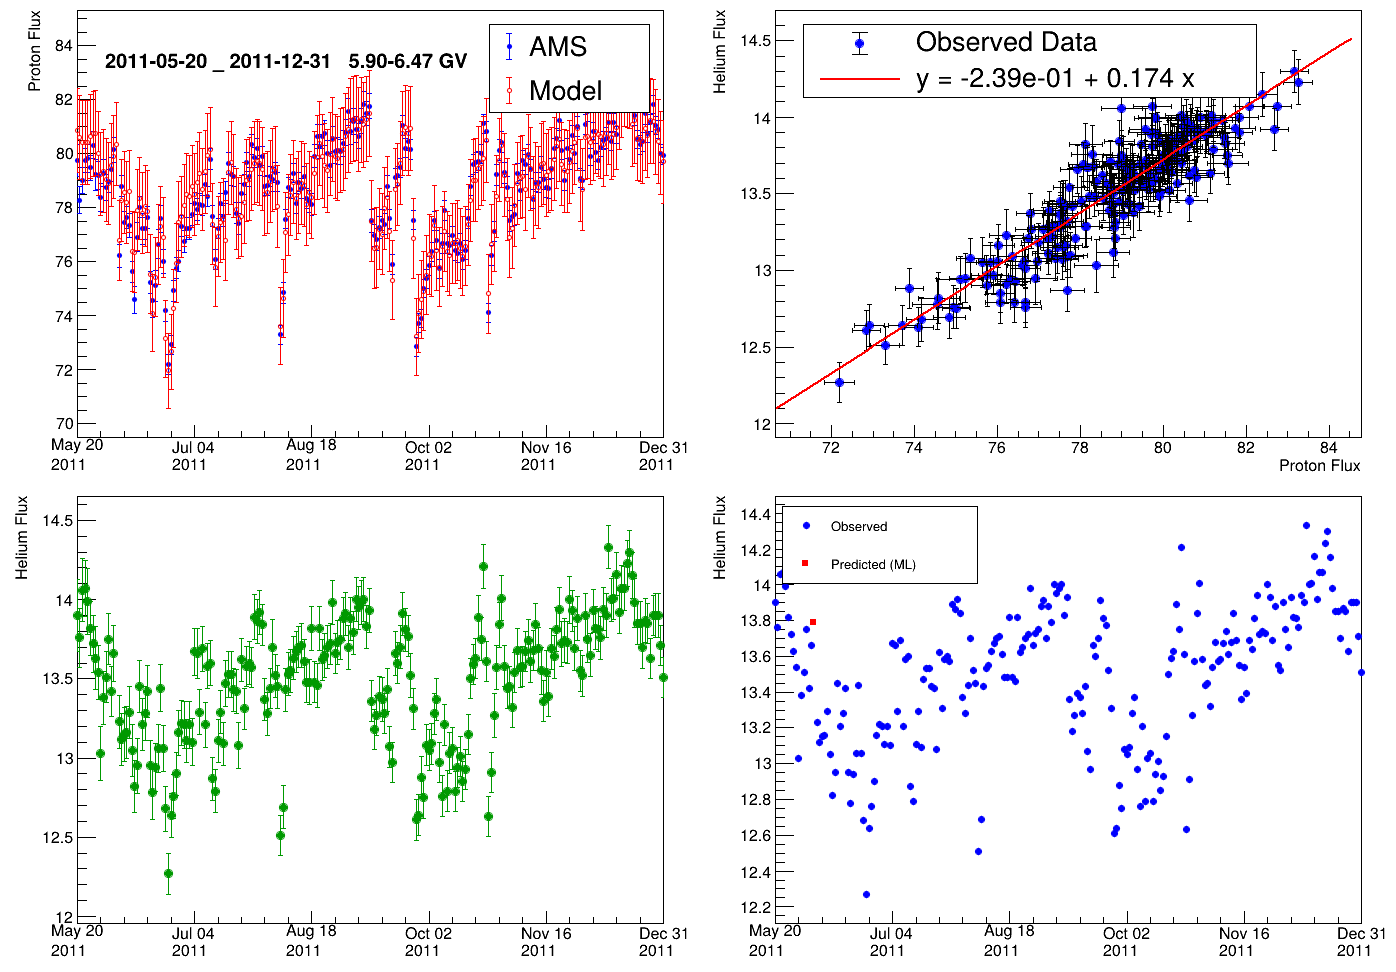 Proton Flux
84
82
80
78
76
74
72
70
2011-05-20 _ 2011-12-31 5.90-6.47 GV
AMS
Model
May 20
2011
Jul 04
2011
Aug 18
2011
Oct 02
2011
Nov 16
2011
Dec 31
2011
Helium Flux
14.5
14
13.5
13
12.5
12
Observed Data
y = -2.39e-01 + 0.174 x
72
74
76
78
80
82
84
Proton Flux
Helium Flux
14.5
14
13.5
13
12.5
12
May 20
2011
Jul 04
2011
Aug 18
2011
Oct 02
2011
Nov 16
2011
Dec 31
2011
Helium Flux
14.4
14.2
14
13.8
13.6
13.4
13.2
13
12.8
12.6
12.4
12.2
Observed
Predicted (ML)
May 20
2011
Jul 04
2011
Aug 18
2011
Oct 02
2011
Nov 16
2011
Dec 31
2011